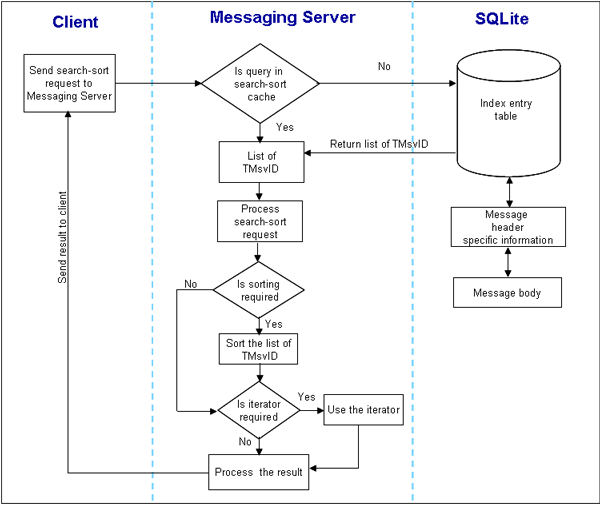 Client
Messaging Server
SQLite
Send search-sort
request to
Messaging Server
Is query in
search-sort
cache
No
Index entry
table
Yes
Return list of TMsvID
List of
TMsvID
Process
search-sort
request
Message
header
specific information
Send result to client
No
Is sorting
required
Message body
Yes
Sort the list of
TMsvID
Is iterator
required
Yes
Use the iterator
No
Process the result